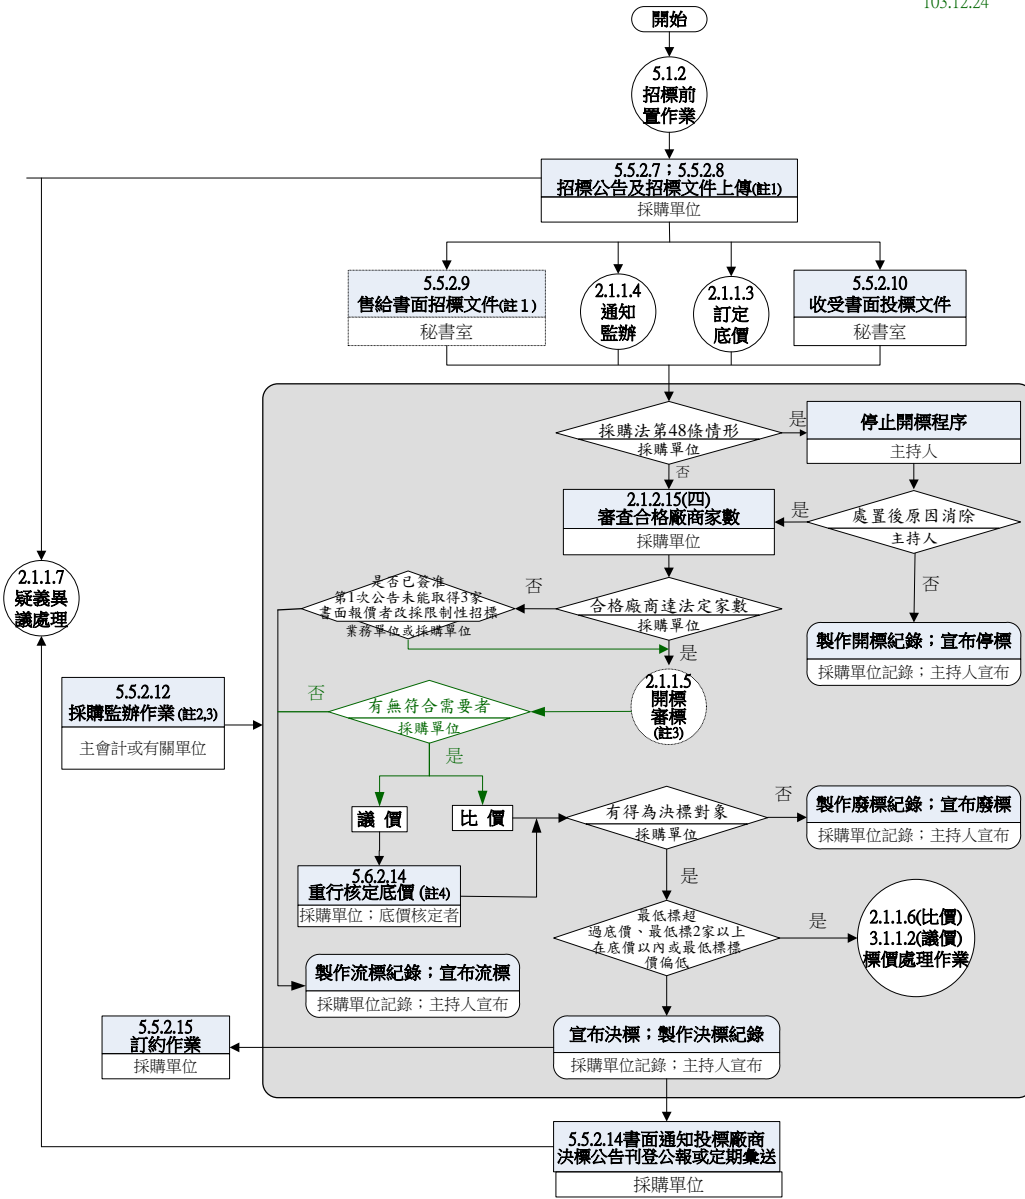 103.12.24
開始
5.1.2
招標前
置作業
5.5.2.7；5.5.2.8
招標公告及招標文件上傳(註1)
採購單位
5.5.2.9
售給書面招標文件(註１)
秘書室
2.1.1.4
通知
監辦
2.1.1.3
訂定
底價
5.5.2.10
收受書面投標文件
秘書室
採購法第48條情形
採購單位
是
否
停止開標程序
主持人
2.1.2.15(四)
審查合格廠商家數
採購單位
是
處置後原因消除
主持人
否
2.1.1.7
疑義異
議處理
是否已簽准
第1次公告未能取得3家
書面報價者改採限制性招標
業務單位或採購單位
否
合格廠商達法定家數
採購單位
是
製作開標紀錄；宣布停標
採購單位記錄；主持人宣布
5.5.2.12
採購監辦作業(註2,3)
主會計或有關單位
否
有無符合需要者
採購單位
是
2.1.1.5
開標
審標
(註3)
議 價
比 價
有得為決標對象
採購單位
否
是
製作廢標紀錄；宣布廢標
採購單位記錄；主持人宣布
5.6.2.14
重行核定底價(註4)
採購單位；底價核定者
最低標超
過底價、最低標2家以上
在底價以內或最低標標
價偏低
是
2.1.1.6(比價)
3.1.1.2(議價)
標價處理作業
製作流標紀錄；宣布流標
採購單位記錄；主持人宣布
5.5.2.15
訂約作業
採購單位
宣布決標；製作決標紀錄
採購單位記錄；主持人宣布
5.5.2.14書面通知投標廠商
決標公告刊登公報或定期彙送
採購單位